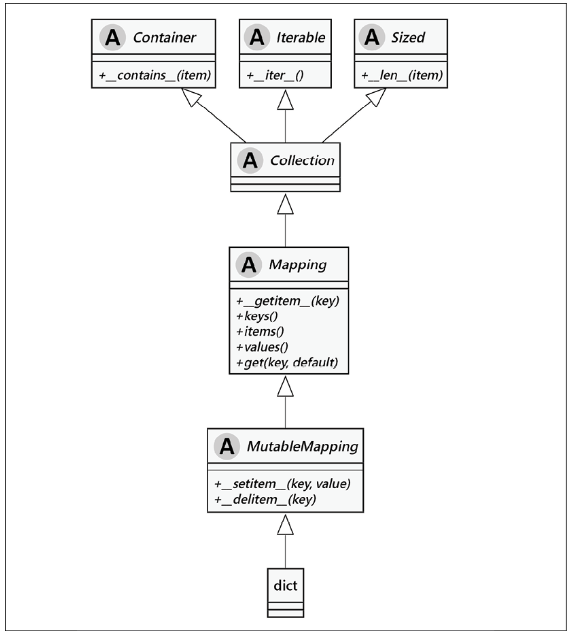 A Container
+__contains__(item)
A Iterable
+__iter__()
A Sized
+__len__(item)
A Collection
A Mapping
+__getitem__(key)
+keys()
+items()
+values()
+get(key, default)
A MutableMapping
+__setitem__(key, value)
+__delitem__(key)
dict